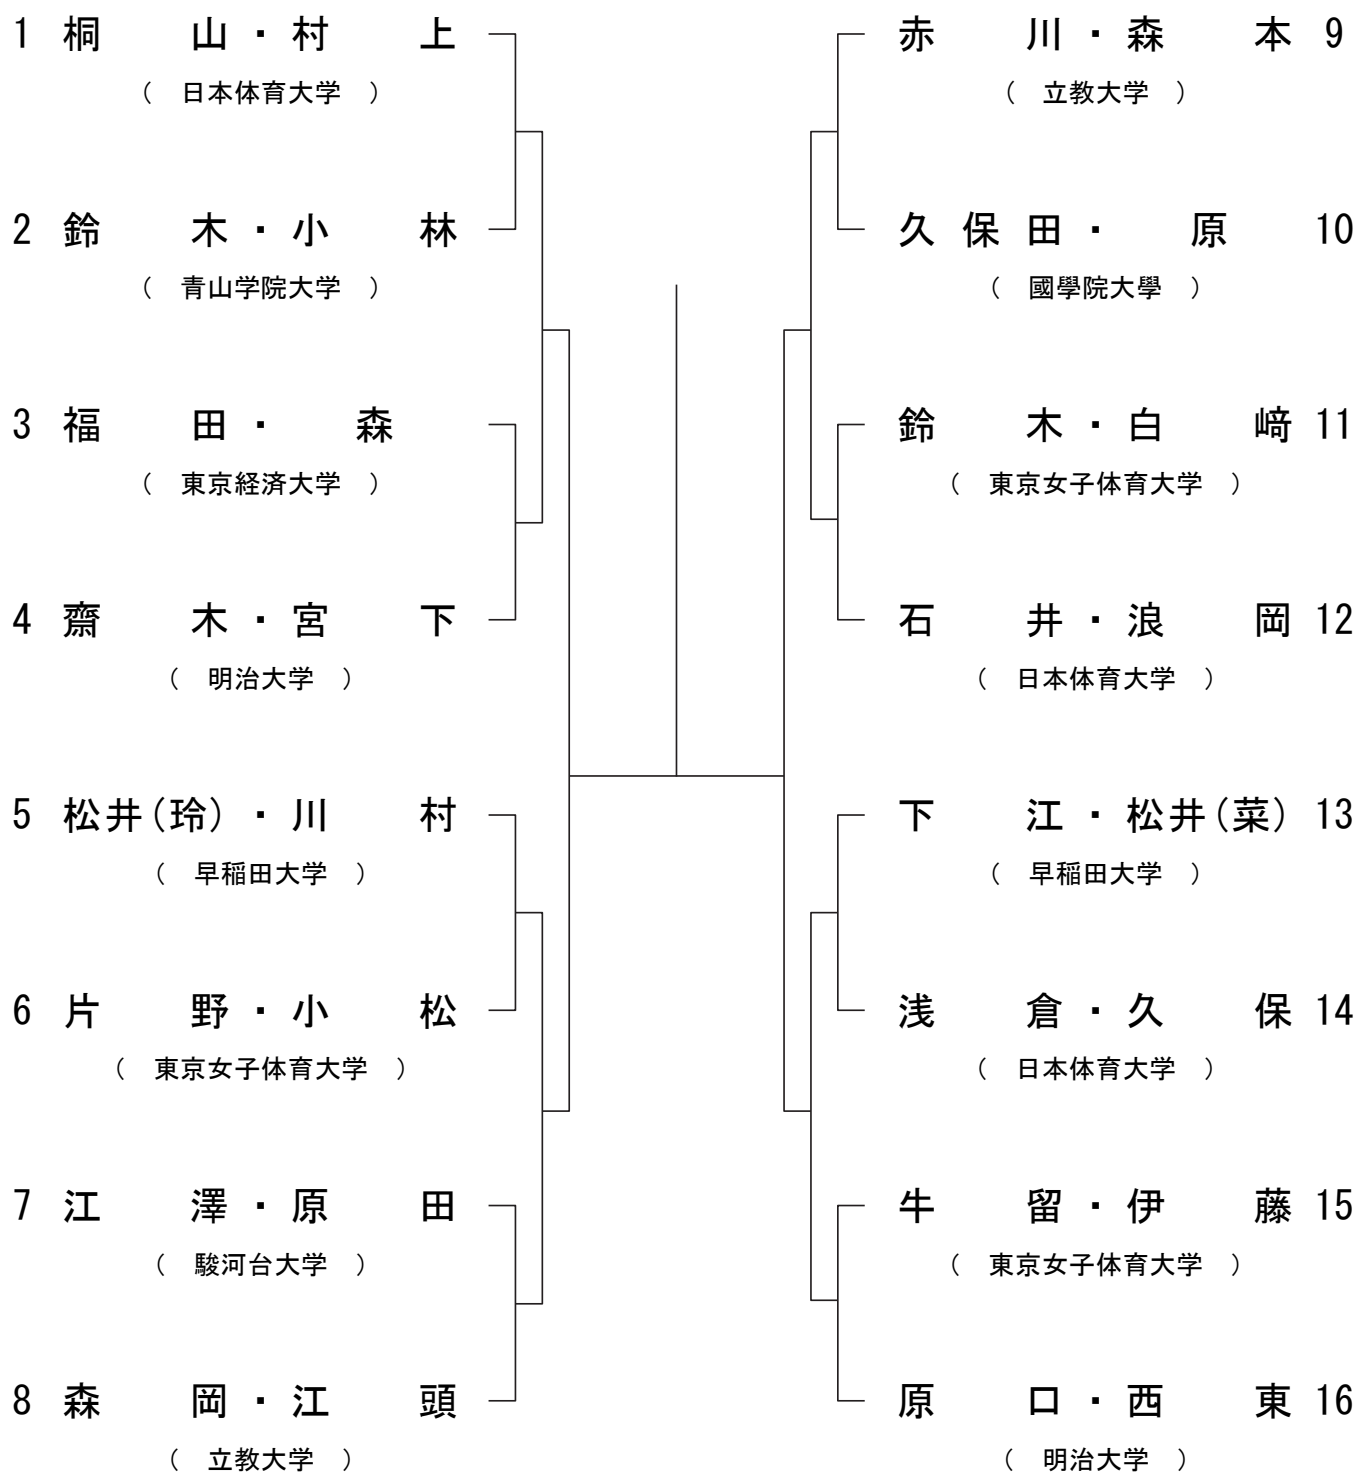 1 桐 山・村 上
( 日本体育大学 )
2 鈴 木・小 林
( 青山学院大学 )
3 福 田・ 森
( 東京経済大学 )
4 齋 木・宮 下
( 明治大学 )
5 松井(玲)・川 村
( 早稲田大学 )
6 片 野・小 松
( 東京女子体育大学 )
7 江 澤・原 田
( 駿河台大学 )
8 森 岡・江 頭
( 立教大学 )
赤 川・森 本 9
( 立教大学 )
久 保 田・ 原 10
( 國學院大學 )
鈴 木・白 﨑 11
( 東京女子体育大学 )
石 井・浪 岡 12
( 日本体育大学 )
下 江・松井(菜) 13
( 早稲田大学 )
浅 倉・久 保 14
( 日本体育大学 )
牛 留・伊 藤 15
( 東京女子体育大学 )
原 口・西 東 16
( 明治大学 )